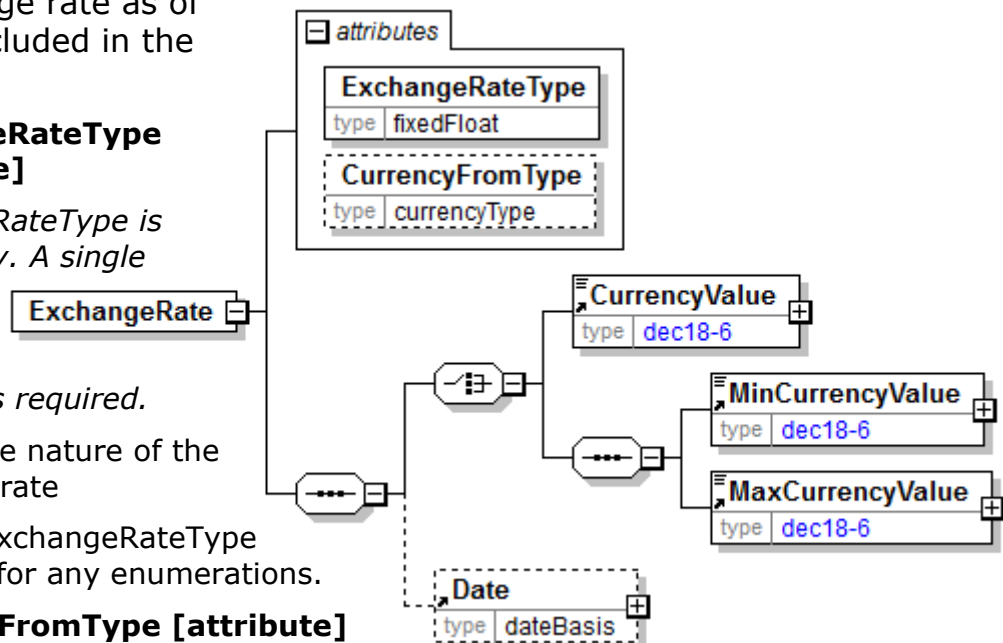 ge rate as of
cluded in the
eRateType
e]
RateType is
y. A single
s required.
e nature of the
rate
xchangeRateType
for any enumerations.
FromType [attribute]
attributes
ExchangeRateType
type fixedFloat
CurrencyFromType
type currencyType
ExchangeRate
CurrencyValue
type dec18-6
MinCurrencyValue
type dec18-6
MaxCurrencyValue
type dec18-6
Date
type dateBasis